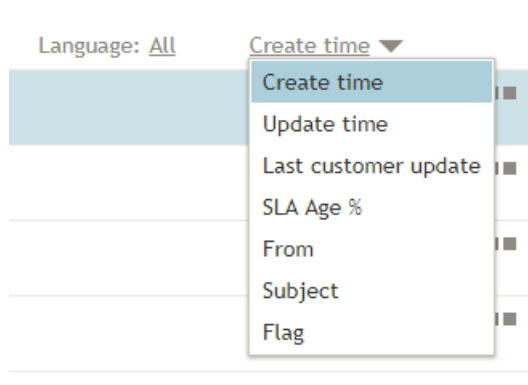 Language: All Create time
Create time
Update time
Last customer update
SLA Age %
From
Subject
Flag